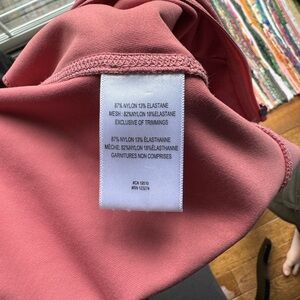 87% NYLON 13% ELASTANE
MESH : 82%NYLON 18%ELASTANE
EXCLUSIVE OF TRIMMINGS
87% NYLON 13% ÉLASTHANNE
MÈCHE: 82%NYLON 18%ÉLASTHANNE
GARNITURES NON COMPRISES